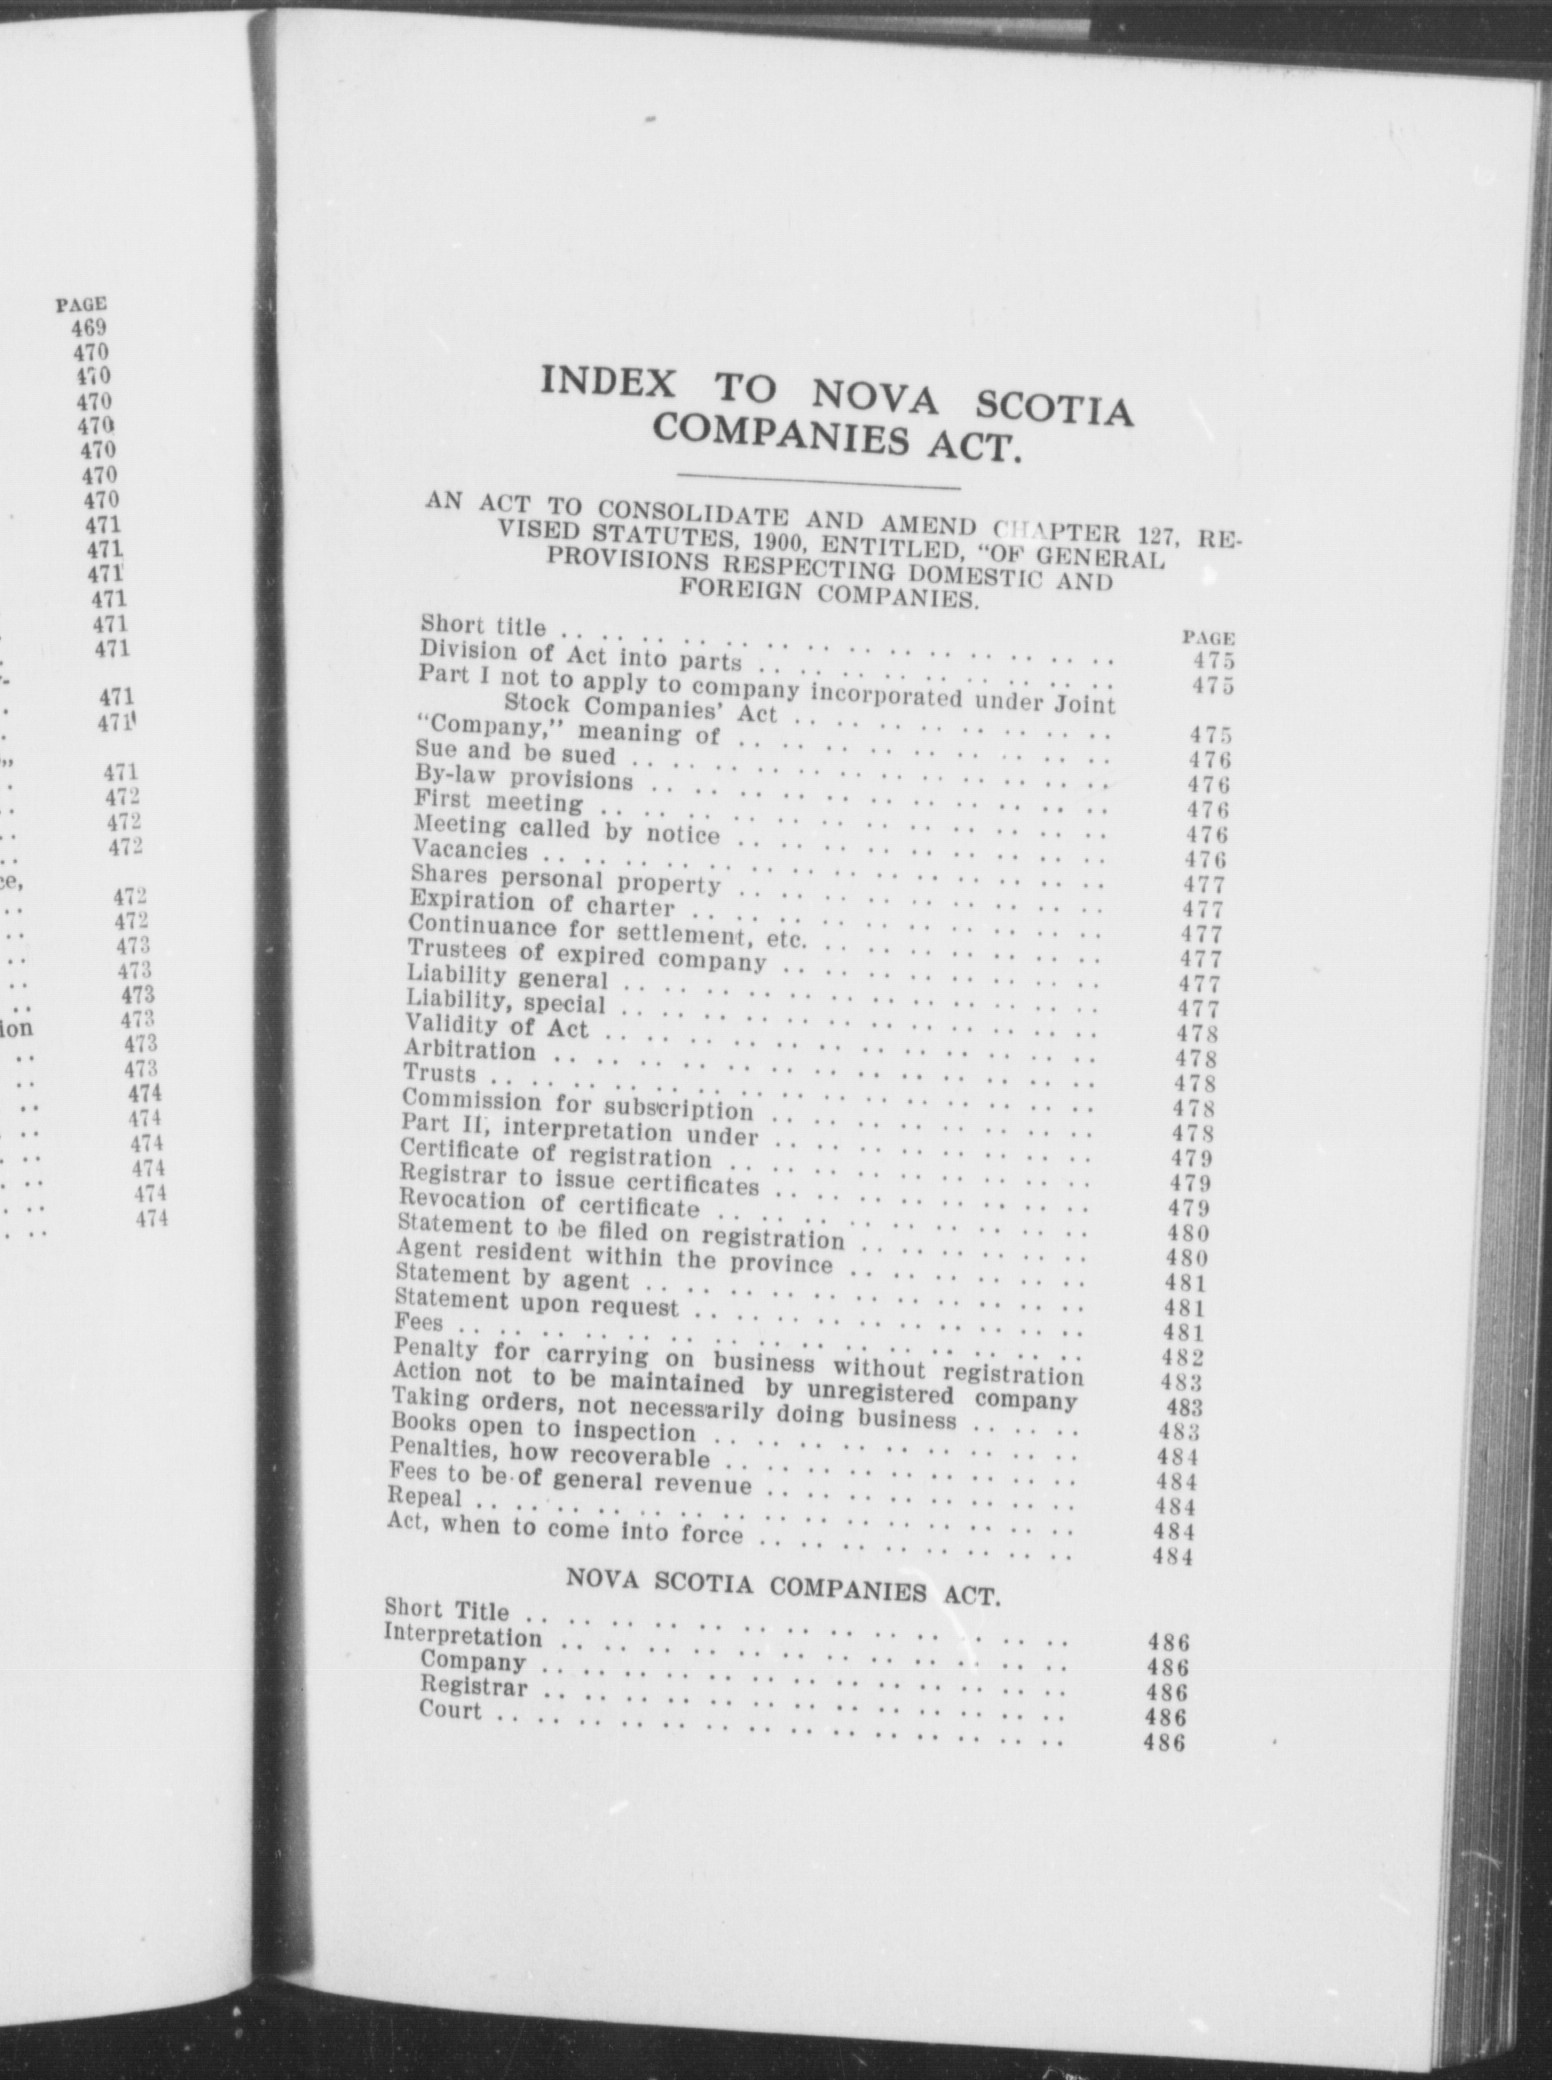 PAGE
469
470
470
470
470
470
470
470
471
471
471
471
471
471
471
471
471
472
472
472
ce,
472
472
473
473
473
ion 473
473
473
474
474
474
474
474
474
INDEX TO NOVA SCOTIA
COMPANIES ACT.
AN ACT TO CONSOLIDATE AND AMEND CHAPTER 127, RE-
VISED STATUTES, 1900, ENTITLED, “OF GENERAL
PROVISIONS RESPECTING DOMESTIC AND
FOREIGN COMPANIES.
PAGE
Short title .. .. .. .. .. .. .. .. .. .. .. .. .. 475
Division of Act into parts .. .. .. .. .. .. .. .. .. 475
Part I not to apply to company incorporated under Joint
Stock Companies’ Act .. .. .. .. .. .. .. .. 475
“Company,” meaning of .. .. .. .. .. .. .. .. .. 476
Sue and be sued .. .. .. .. .. .. .. .. .. .. .. 476
By-law provisions .. .. .. .. .. .. .. .. .. .. .. 476
First meeting .. .. .. .. .. .. .. .. .. .. .. .. 476
Meeting called by notice .. .. .. .. .. .. .. .. .. 476
Vacancies .. .. .. .. .. .. .. .. .. .. .. .. .. 477
Shares personal property .. .. .. .. .. .. .. .. .. 477
Expiration of charter .. .. .. .. .. .. .. .. .. .. 477
Continuance for settlement, etc. .. .. .. .. .. .. .. 477
Trustees of expired company .. .. .. .. .. .. .. .. 477
Liability general .. .. .. .. .. .. .. .. .. .. .. 477
Liability, special .. .. .. .. .. .. .. .. .. .. .. 478
Validity of Act .. .. .. .. .. .. .. .. .. .. .. .. 478
Arbitration .. .. .. .. .. .. .. .. .. .. .. .. .. 478
Trusts .. .. .. .. .. .. .. .. .. .. .. .. .. .. 478
Commission for subscription .. .. .. .. .. .. .. .. 478
Part II, interpretation under .. .. .. .. .. .. .. .. 479
Certificate of registration .. .. .. .. .. .. .. .. .. 479
Registrar to issue certificates .. .. .. .. .. .. .. .. 479
Revocation of certificate .. .. .. .. .. .. .. .. .. 480
Statement to be filed on registration .. .. .. .. .. .. 480
Agent resident within the province .. .. .. .. .. .. 481
Statement by agent .. .. .. .. .. .. .. .. .. .. .. 481
Statement upon request .. .. .. .. .. .. .. .. .. .. 481
Fees .. .. .. .. .. .. .. .. .. .. .. .. .. .. .. 482
Penalty for carrying on business without registration 483
Action not to be maintained by unregistered company 483
Taking orders, not necessarily doing business .. .. .. 483
Books open to inspection .. .. .. .. .. .. .. .. .. 484
Penalties, how recoverable .. .. .. .. .. .. .. .. .. 484
Fees to be of general revenue .. .. .. .. .. .. .. .. 484
Repeal .. .. .. .. .. .. .. .. .. .. .. .. .. .. 484
Act, when to come into force .. .. .. .. .. .. .. .. 484
NOVA SCOTIA COMPANIES ACT.
Short Title .. .. .. .. .. .. .. .. .. .. .. .. .. 486
Interpretation .. .. .. .. .. .. .. .. .. .. .. .. 486
Company .. .. .. .. .. .. .. .. .. .. .. .. .. 486
Registrar .. .. .. .. .. .. .. .. .. .. .. .. .. 486
Court .. .. .. .. .. .. .. .. .. .. .. .. .. .. 486